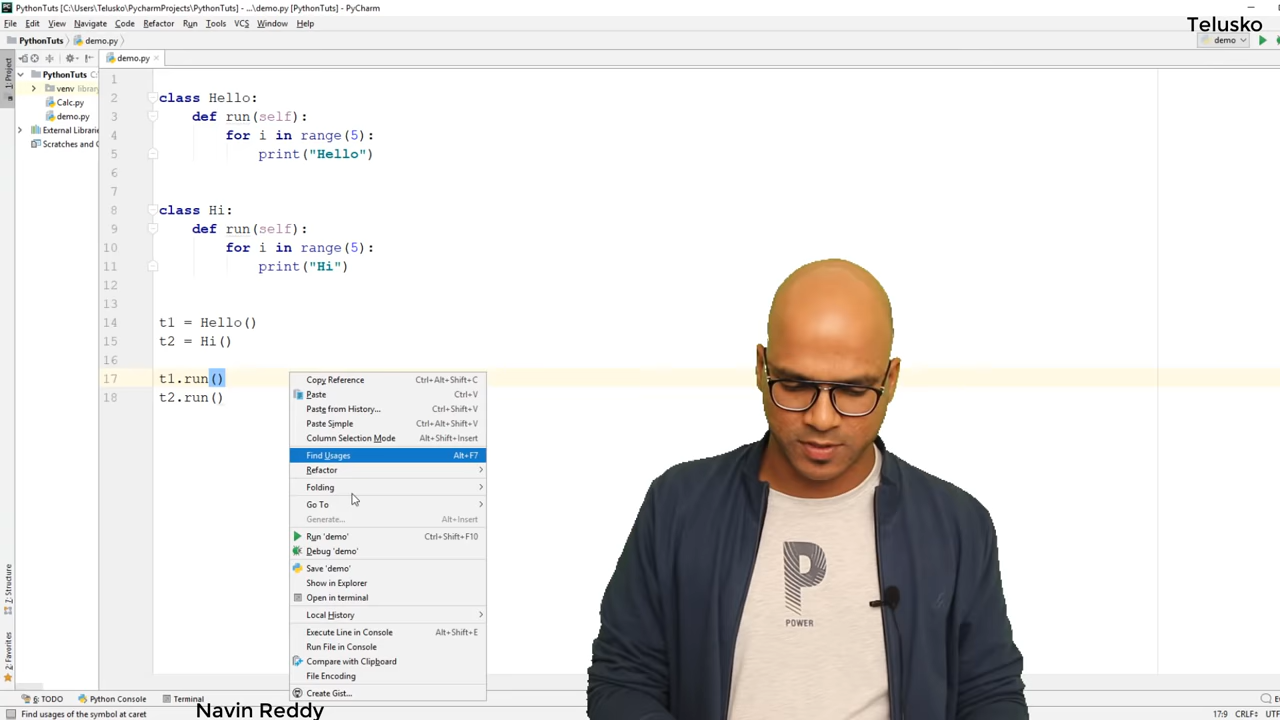 PythonTuts [C:\Users\Telusko\PycharmProjects\PythonTuts] - ...\demo.py [PythonTuts] - PyCharm
File Edit View Navigate Code Refactor Run Tools VCS Window Help
Telusko
PythonTuts demo.py
demo
demo.py
1: Project
PythonTuts C:
venv library
Calc.py
demo.py
External Librarie
Scratches and C
1
2 class Hello:
3 def run(self):
4 for i in range(5):
5 print("Hello")
6
7
8 class Hi:
9 def run(self):
10 for i in range(5):
11 print("Hi")
12
13
14 t1 = Hello()
15 t2 = Hi()
16
17 t1.run()
18 t2.run()
Copy Reference Ctrl+Alt+Shift+C
Paste Ctrl+V
Paste from History... Ctrl+Shift+V
Paste Simple Ctrl+Alt+Shift+V
Column Selection Mode Alt+Shift+Insert
Find Usages Alt+F7
Refactor
Folding
Go To
Generate... Alt+Insert
Run 'demo' Ctrl+Shift+F10
Debug 'demo'
Save 'demo'
Show in Explorer
Open in terminal
Local History
Execute Line in Console Alt+Shift+E
Run File in Console
Compare with Clipboard
File Encoding
Create Gist...
P
POWER
7: Structure
2: Favorites
6: TODO Python Console Terminal
Navin Reddy
Find usages of the symbol at caret
17:9 CRLF UTF